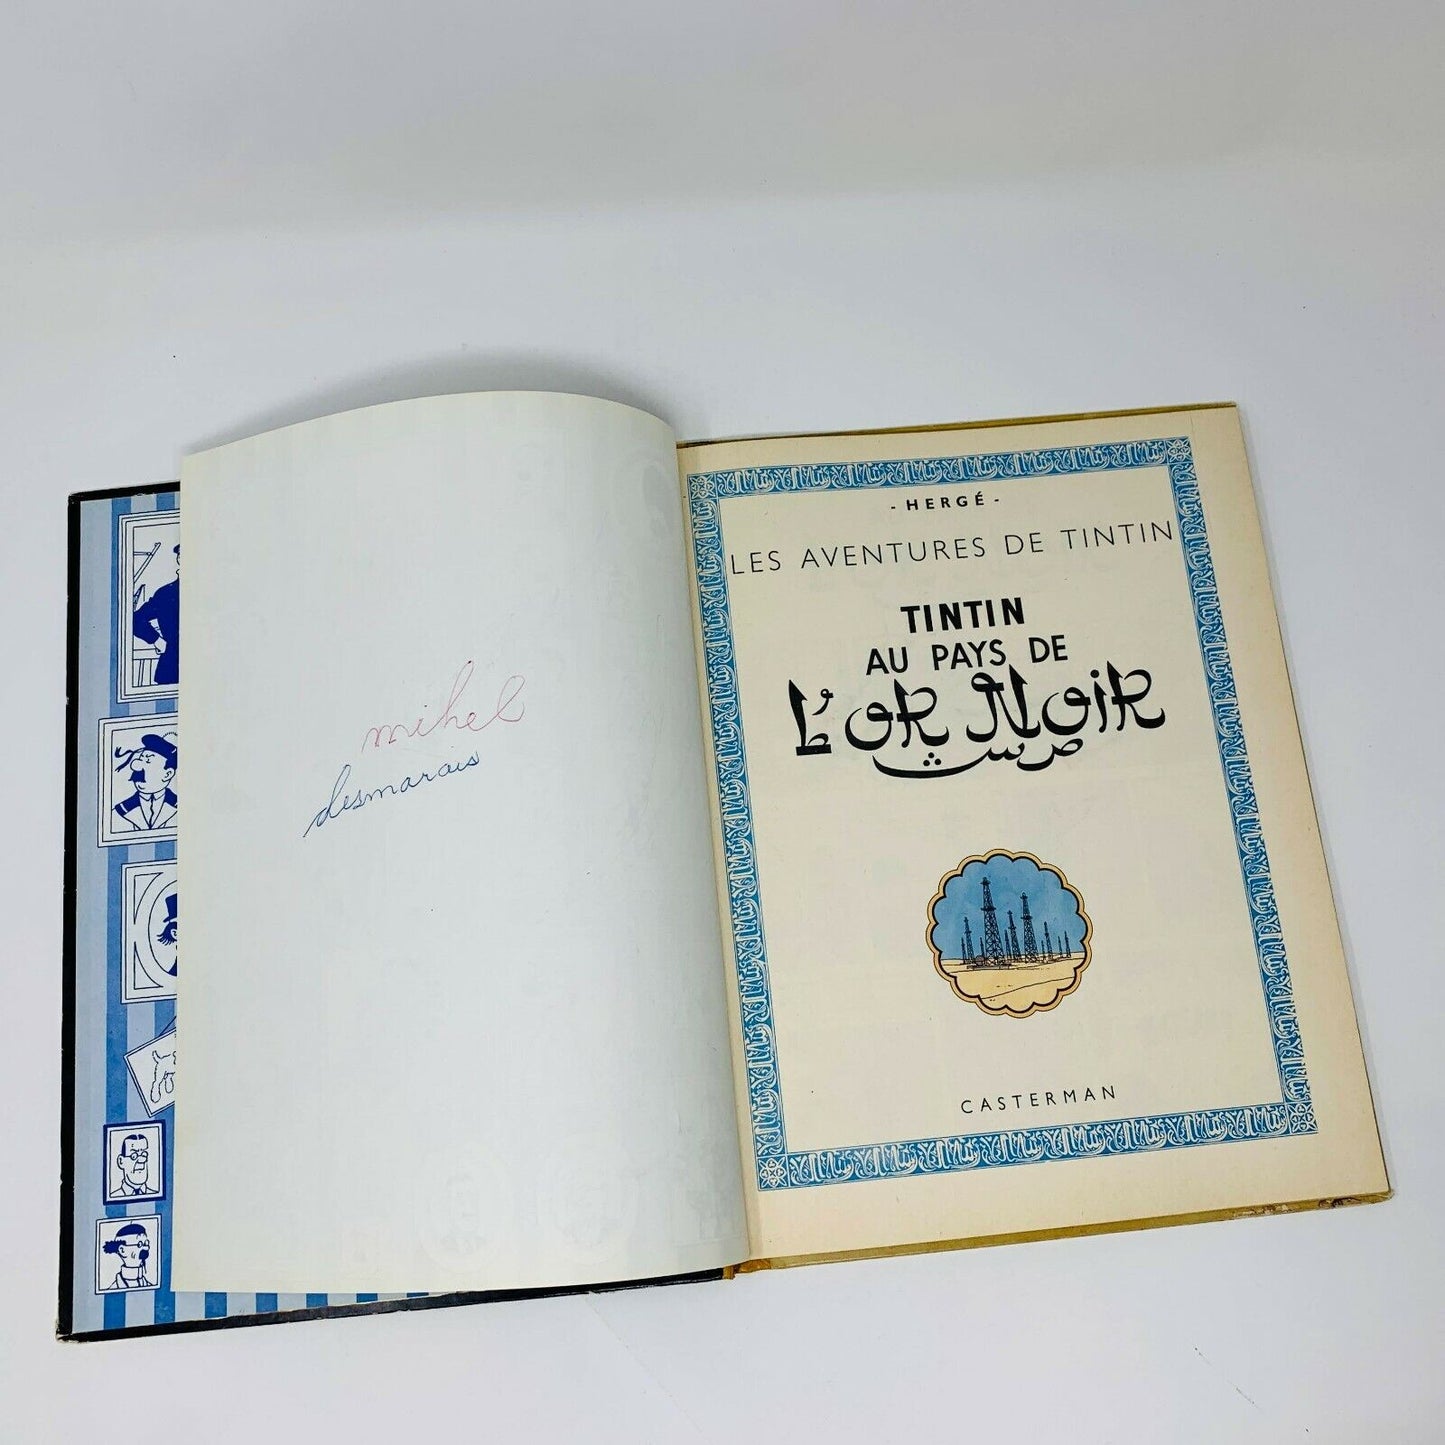 mihel
desmarais
- HERGÉ -
LES AVENTURES DE TINTIN
TINTIN
AU PAYS DE
L'OR NOIR
CASTERMAN